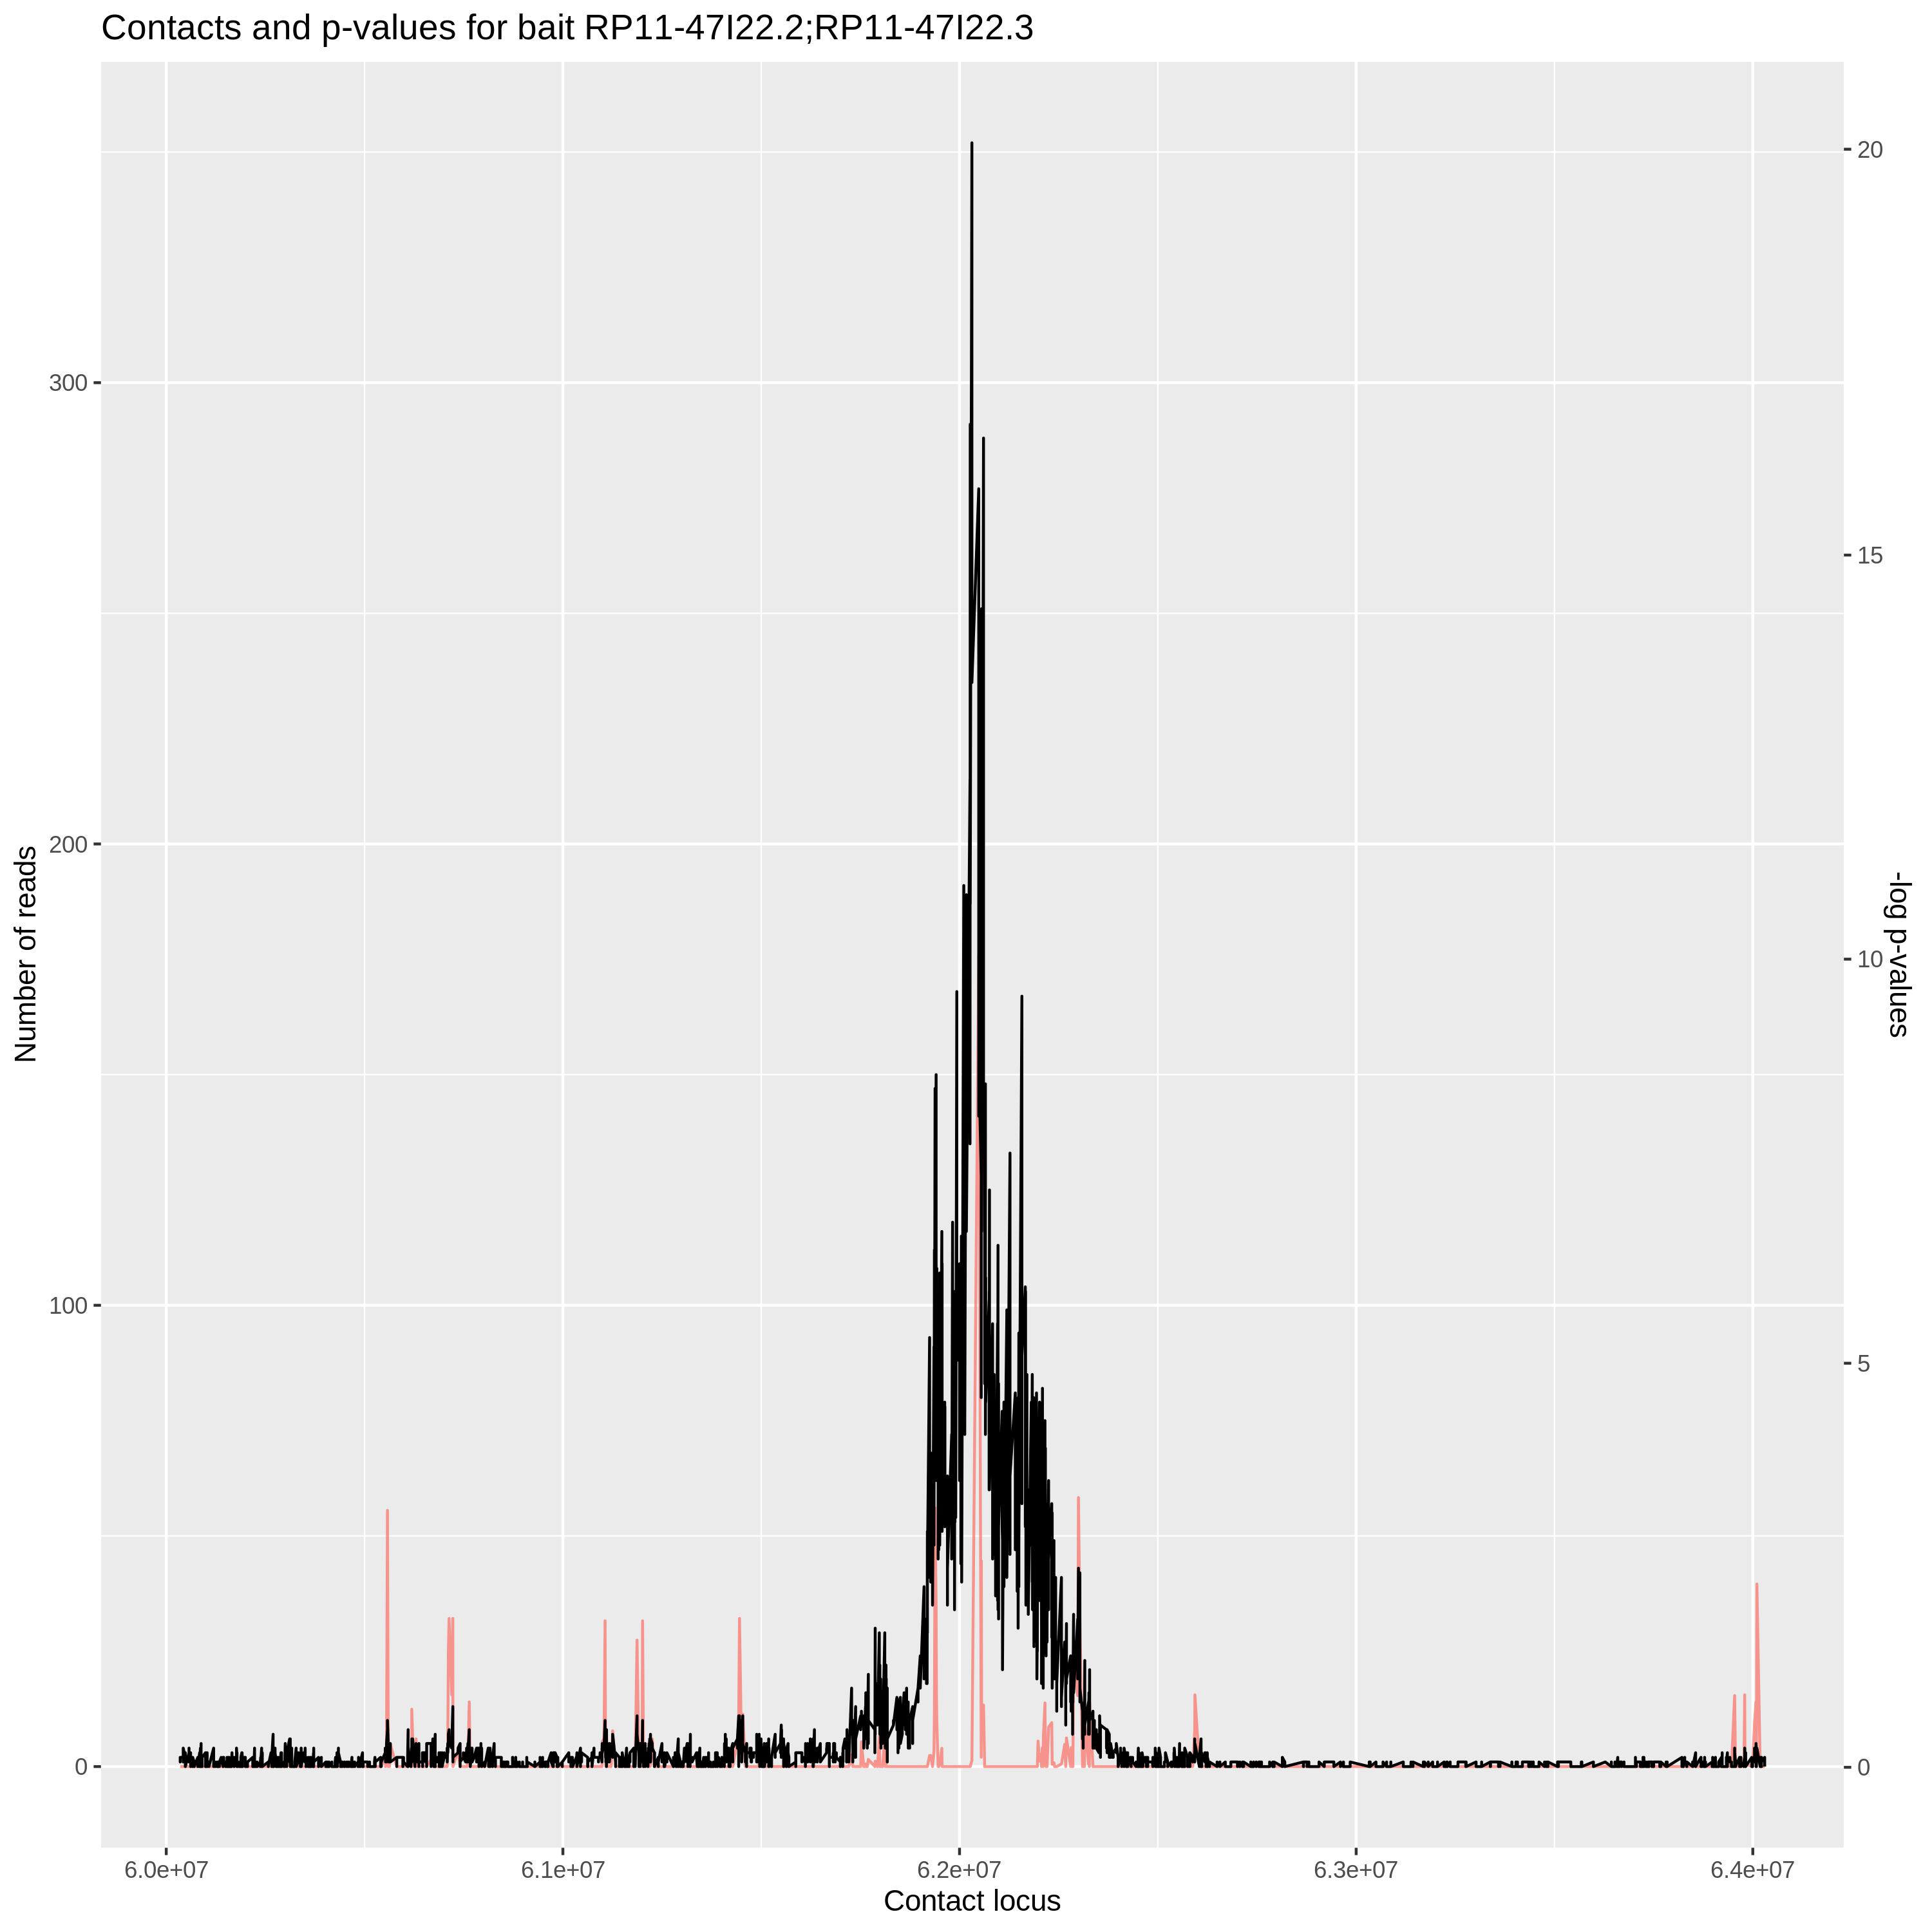 Contacts and p-values for bait RP11-47I22.2;RP11-47I22.3
Number of reads
300
200
100
0
20
15
10
5
0
-log p-values
6.0e+07 6.1e+07 6.2e+07 6.3e+07 6.4e+07
Contact locus